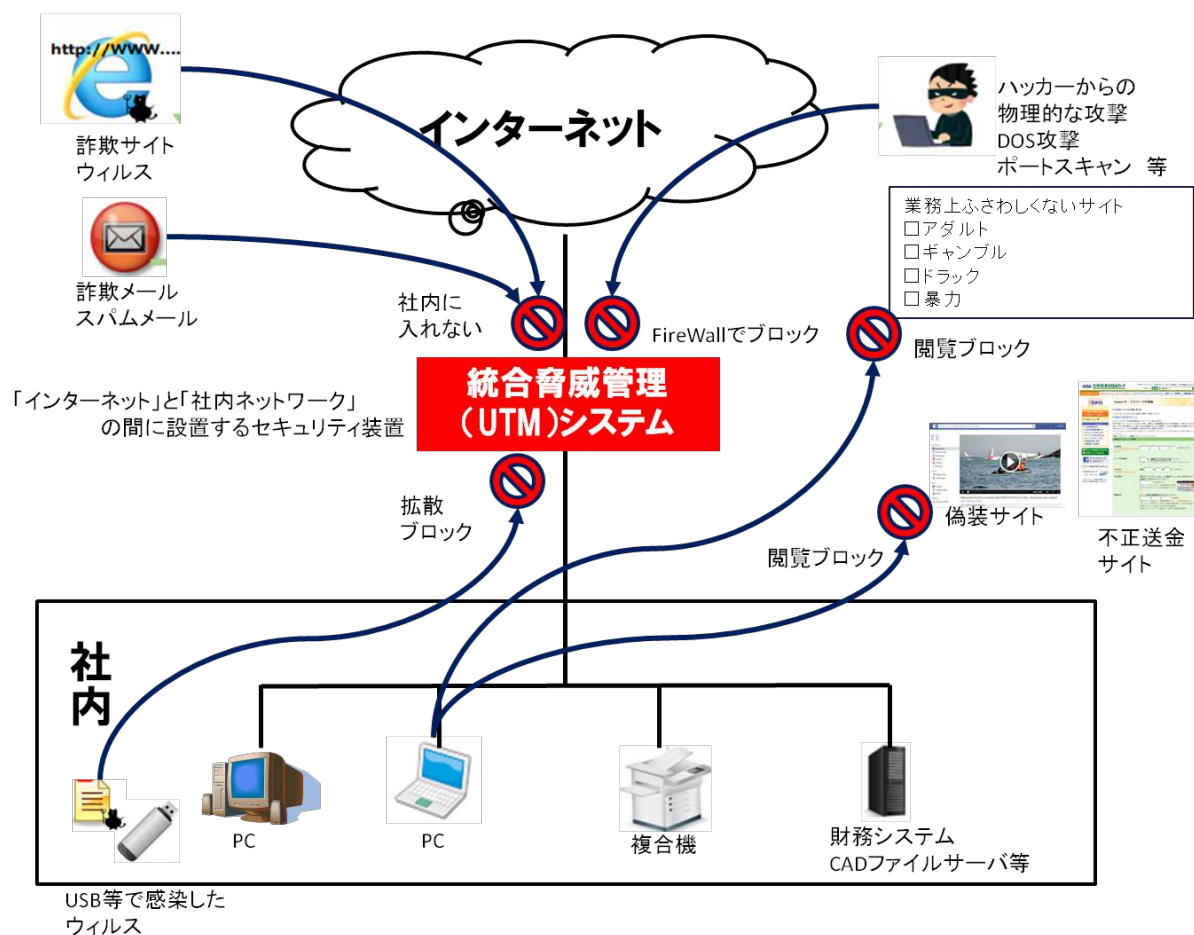 http://WWW....
詐欺サイト
ウィルス
インターネット
ハッカーからの
物理的な攻撃
DOS攻撃
ポートスキャン 等
詐欺メール
スパムメール
業務上ふさわしくないサイト
□アダルト
□ギャンブル
□ドラック
□暴力
社内に
入れない
FireWallでブロック
閲覧ブロック
統合脅威管理
(UTM)システム
「インターネット」と「社内ネットワーク」
の間に設置するセキュリティ装置
拡散
ブロック
偽装サイト
不正送金
サイト
閲覧ブロック
社内
PC
PC
複合機
財務システム
CADファイルサーバ等
USB等で感染した
ウィルス